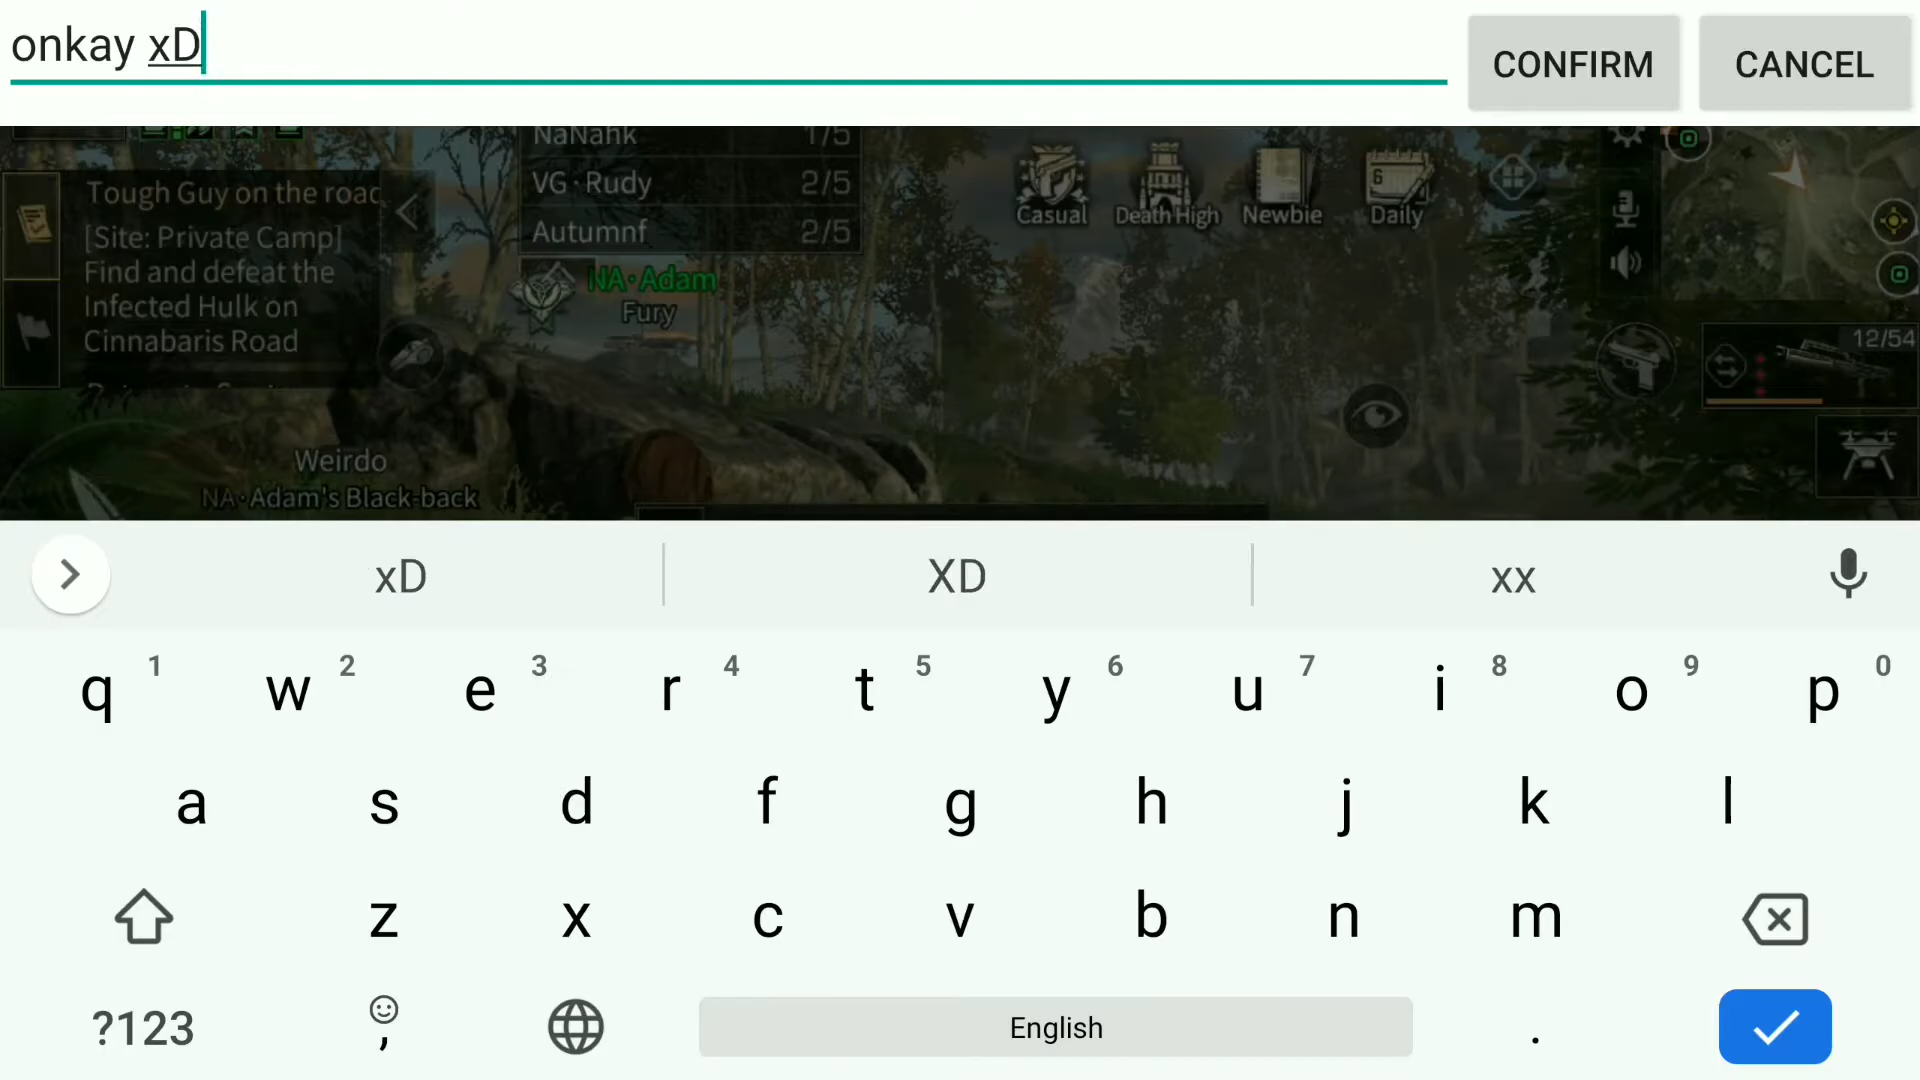 onkay xD
CONFIRM
CANCEL
NaNahk 1/5
VG·Rudy 2/5
Autumnf 2/5
Casual
Death High
Newbie
6
Daily
Tough Guy on the road
[Site: Private Camp]
Find and defeat the
Infected Hulk on
Cinnabaris Road
NA·Adam
Fury
12/54
Weirdo
NA·Adam's Black-back
xD
XD
xx
q 1 w 2 e 3 r 4 t 5 y 6 u 7 i 8 o 9 p 0
a s d f g h j k l
z x c v b n m
?123
,
English
.